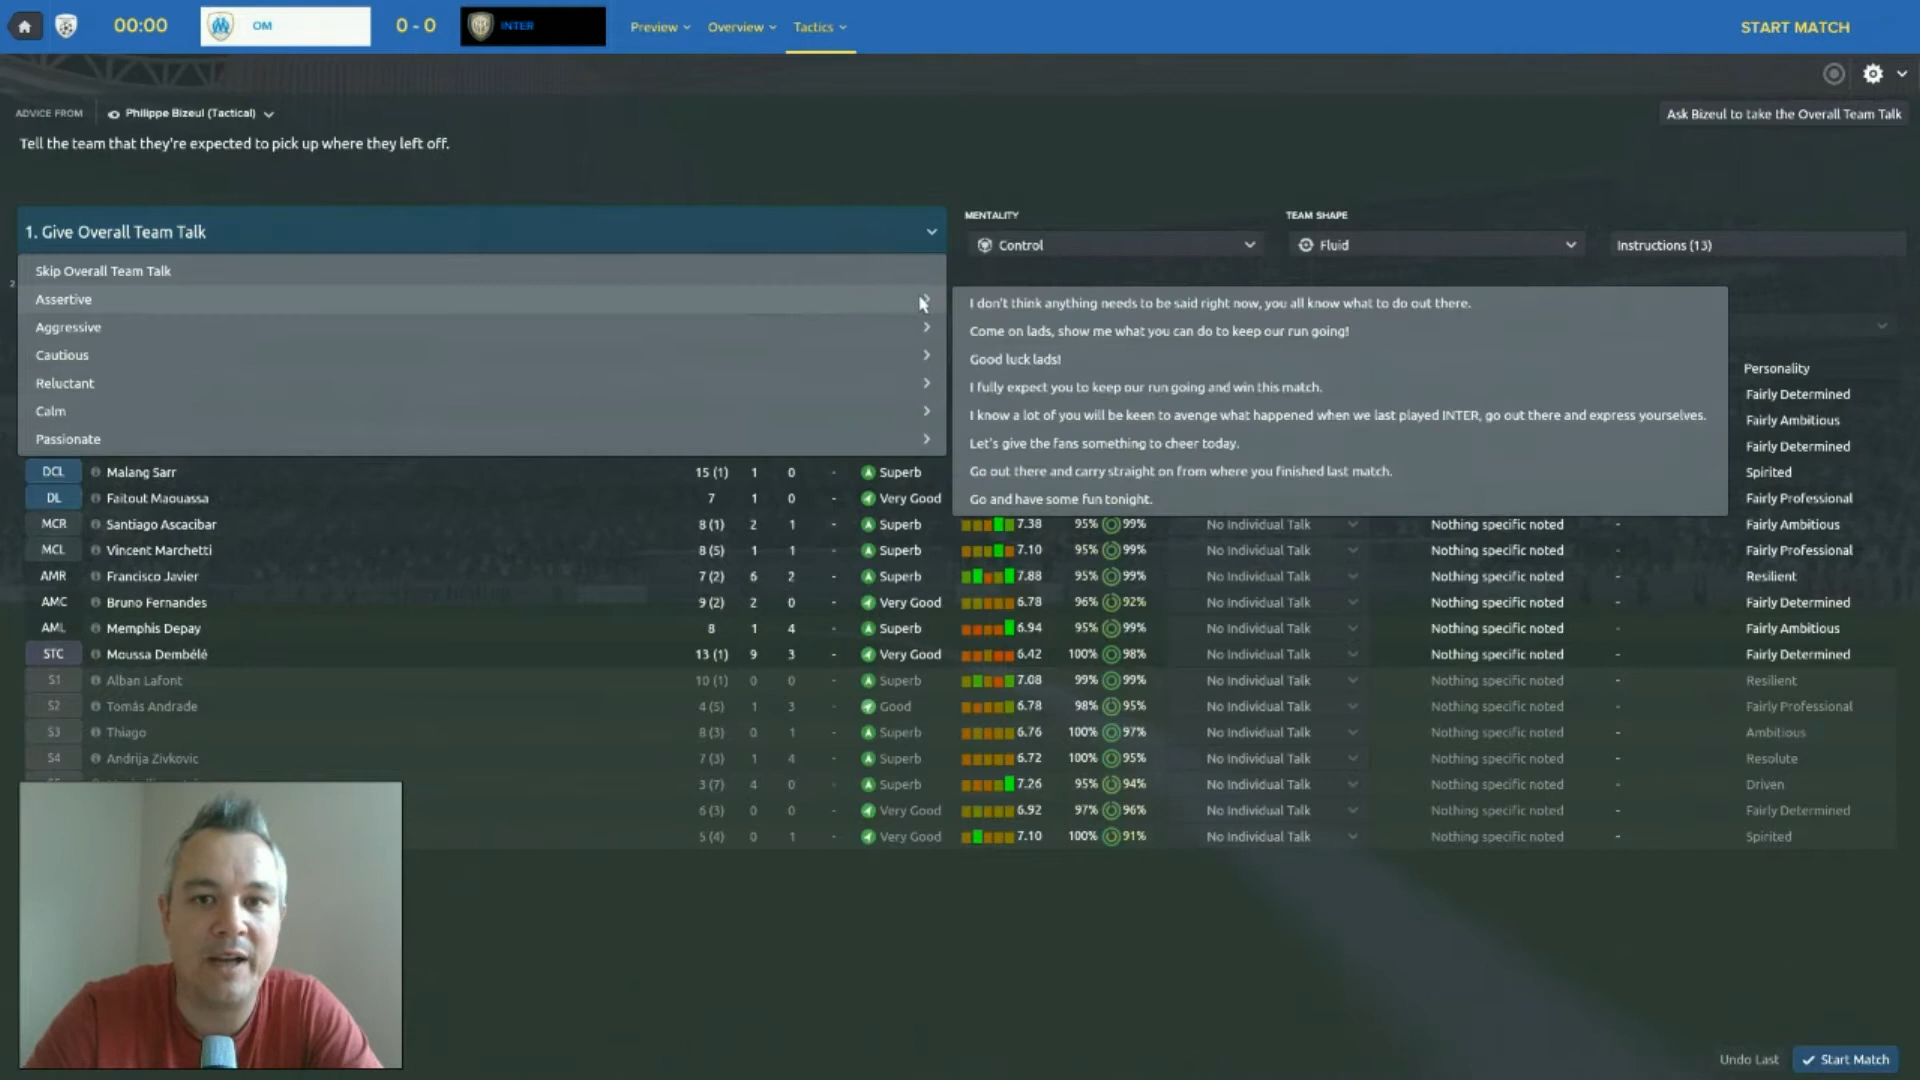 00:00 OM 0 - 0 INTER Preview Overview Tactics START MATCH
ADVICE FROM Philippe Bizeul (Tactical) Ask Bizeul to take the Overall Team Talk
Tell the team that they're expected to pick up where they left off.
MENTALITY TEAM SHAPE
1. Give Overall Team Talk Control Fluid Instructions (13)
Skip Overall Team Talk
Assertive
Aggressive
Cautious
Reluctant
Calm
Passionate
I don't think anything needs to be said right now, you all know what to do out there.
Come on lads, show me what you can do to keep our run going!
Good luck lads!
I fully expect you to keep our run going and win this match.
I know a lot of you will be keen to avenge what happened when we last played INTER, go out there and express yourselves.
Let's give the fans something to cheer today.
Go out there and carry straight on from where you finished last match.
Go and have some fun tonight.
Personality
Fairly Determined
Fairly Ambitious
Fairly Determined
DCL Malang Sarr 15 (1) 1 0 - Superb Spirited
DL Faitout Maouassa 7 1 0 - Very Good Fairly Professional
MCR Santiago Ascacibar 8 (1) 2 1 - Superb 7.38 95% 99% No Individual Talk Nothing specific noted - Fairly Ambitious
MCL Vincent Marchetti 8 (5) 1 1 - Superb 7.10 95% 99% No Individual Talk Nothing specific noted - Fairly Professional
AMR Francisco Javier 7 (2) 6 2 - Superb 7.88 95% 99% No Individual Talk Nothing specific noted - Resilient
AMC Bruno Fernandes 9 (2) 2 0 - Very Good 6.78 96% 92% No Individual Talk Nothing specific noted - Fairly Determined
AML Memphis Depay 8 1 4 - Superb 6.94 95% 99% No Individual Talk Nothing specific noted - Fairly Ambitious
STC Moussa Dembélé 13 (1) 9 3 - Very Good 6.42 100% 98% No Individual Talk Nothing specific noted - Fairly Determined
S1 Alban Lafont 10 (1) 0 0 - Superb 7.08 99% 99% No Individual Talk Nothing specific noted - Resilient
S2 Tomás Andrade 4 (5) 1 3 - Good 6.78 98% 95% No Individual Talk Nothing specific noted - Fairly Professional
S3 Thiago 8 (3) 0 1 - Superb 6.76 100% 97% No Individual Talk Nothing specific noted - Ambitious
S4 Andrija Zivkovic 7 (3) 1 4 - Superb 6.72 100% 95% No Individual Talk Nothing specific noted - Resolute
3 (7) 4 0 - Superb 7.26 95% 94% No Individual Talk Nothing specific noted - Driven
6 (3) 0 0 - Very Good 6.92 97% 96% No Individual Talk Nothing specific noted - Fairly Determined
5 (4) 0 1 - Very Good 7.10 100% 91% No Individual Talk Nothing specific noted - Spirited
Undo Last Start Match